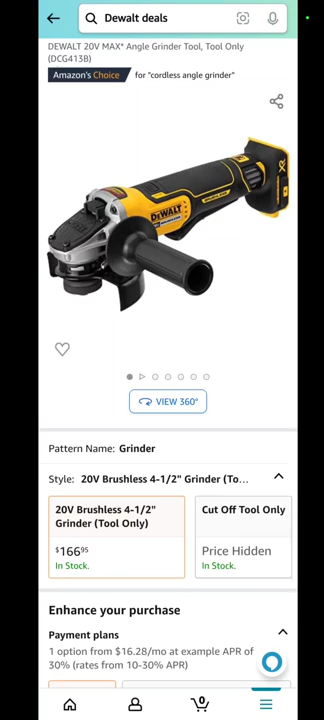 Dewalt deals
DEWALT 20V MAX* Angle Grinder Tool, Tool Only
(DCG413B)
Amazon's Choice for "cordless angle grinder"
DEWALT
XR
VIEW 360°
Pattern Name: Grinder
Style: 20V Brushless 4-1/2" Grinder (To...
20V Brushless 4-1/2"
Grinder (Tool Only)
$16695
In Stock.
Cut Off Tool Only
Price Hidden
In Stock.
Enhance your purchase
Payment plans
1 option from $16.28/mo at example APR of
30% (rates from 10-30% APR)
0